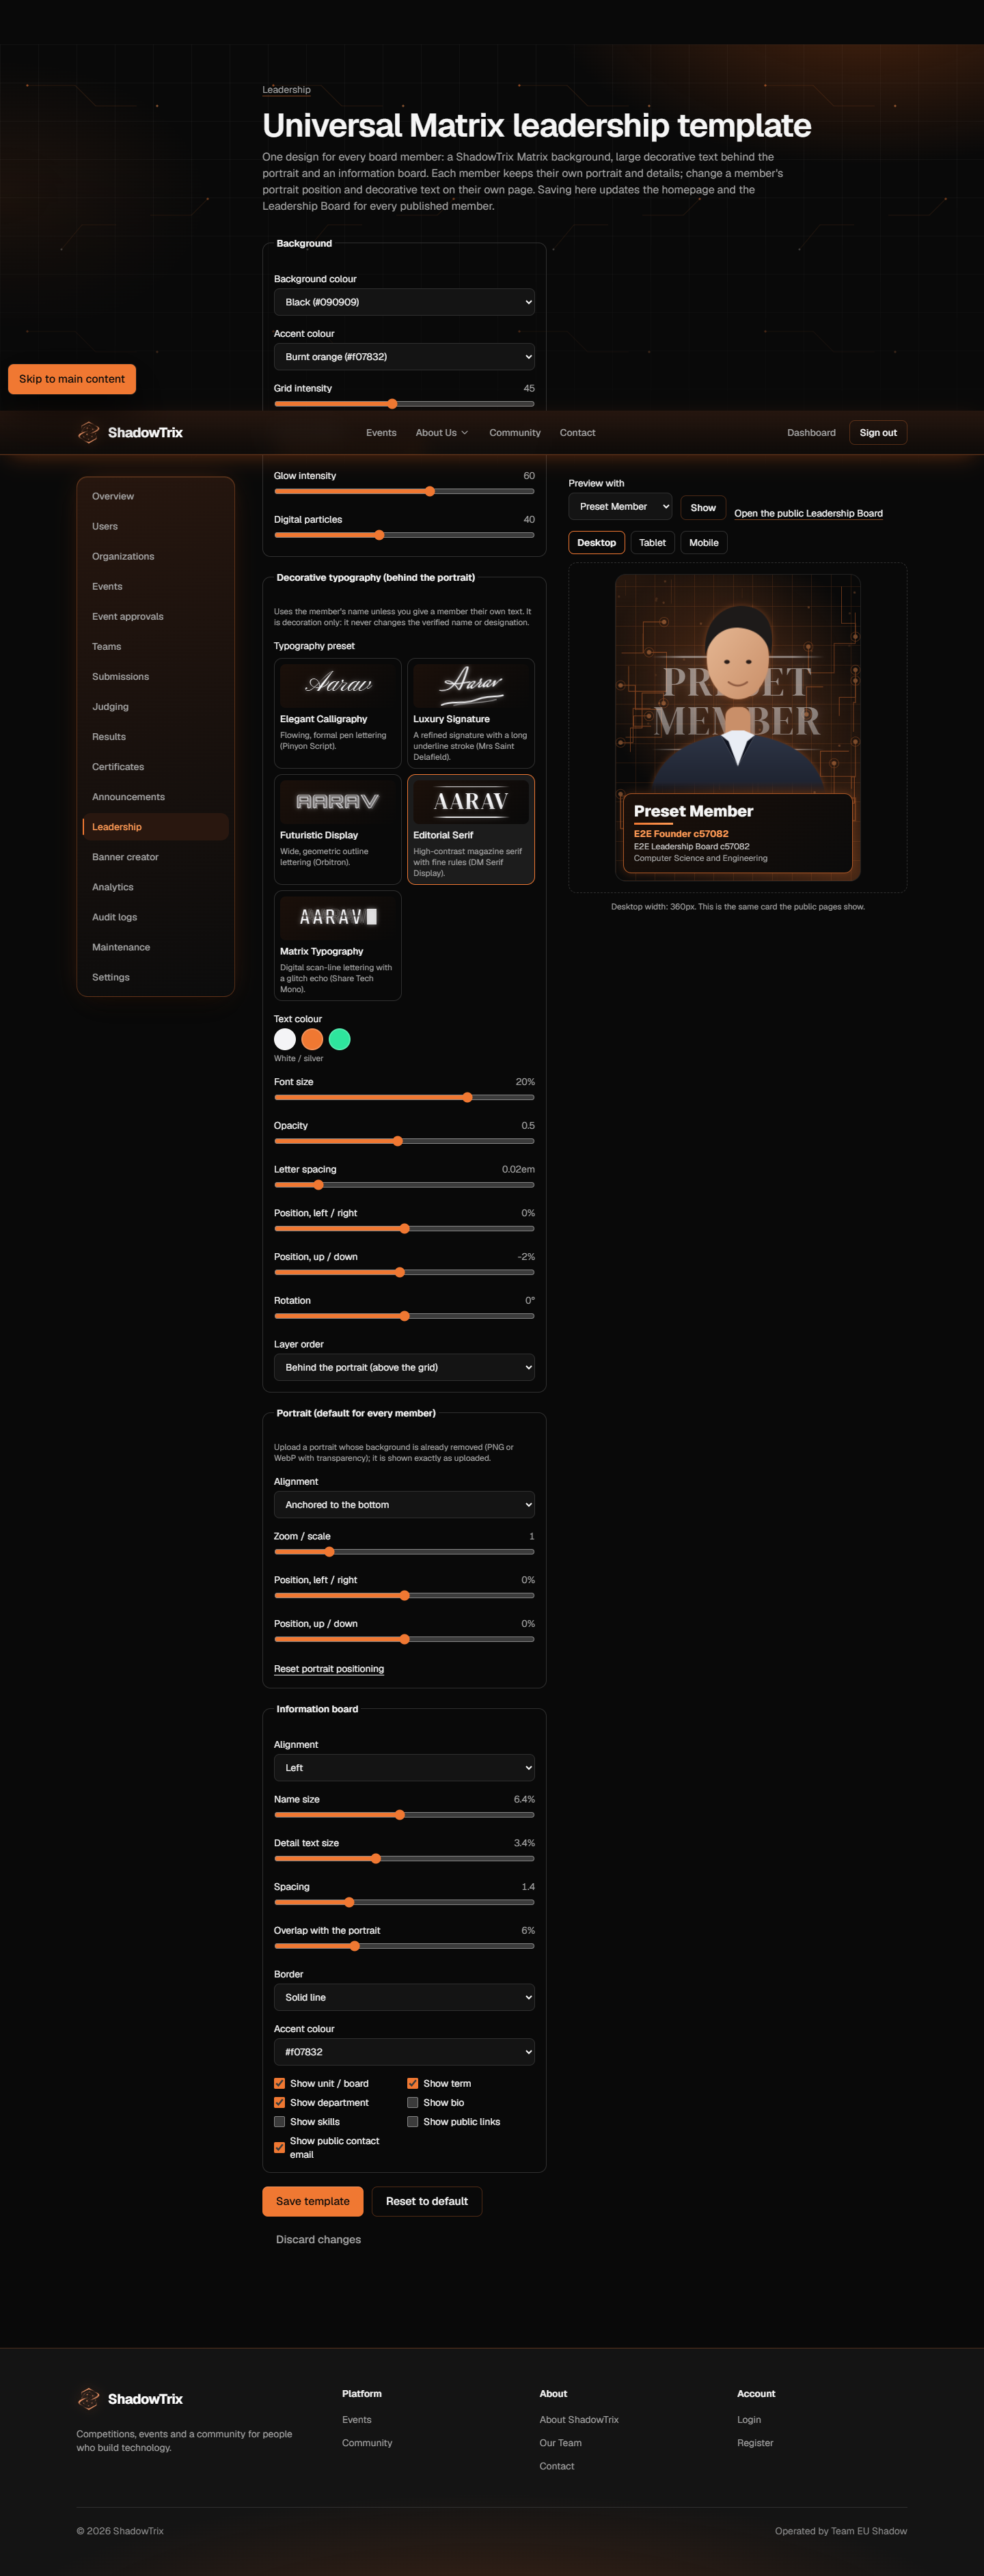 Leadership
Universal Matrix leadership template
One design for every board member: a ShadowTrix Matrix background, large decorative text behind the
portrait and an information board. Each member keeps their own portrait and details; change a member's
portrait position and decorative text on their own page. Saving here updates the homepage and the
Leadership Board for every published member.
Background
Background colour
Black (#090909)
Accent colour
Burnt orange (#f07832)
Grid intensity 45
Skip to main content
ShadowTrix
Events
About Us
Community
Contact
Dashboard
Sign out
Overview
Users
Organizations
Events
Event approvals
Teams
Submissions
Judging
Results
Certificates
Announcements
Leadership
Banner creator
Analytics
Audit logs
Maintenance
Settings
Glow intensity 60
Digital particles 40
Decorative typography (behind the portrait)
Uses the member's name unless you give a member their own text. It
is decoration only: it never changes the verified name or designation.
Typography preset
Aarav
Elegant Calligraphy
Flowing, formal pen lettering
(Pinyon Script).
Aarav
Luxury Signature
A refined signature with a long
underline stroke (Mrs Saint
Delafield).
AARAV
Futuristic Display
Wide, geometric outline
lettering (Orbitron).
AARAV
Editorial Serif
High-contrast magazine serif
with fine rules (DM Serif
Display).
AARAV
Matrix Typography
Digital scan-line lettering with
a glitch echo (Share Tech
Mono).
Text colour
White / silver
Font size 20%
Opacity 0.5
Letter spacing 0.02em
Position, left / right 0%
Position, up / down -2%
Rotation 0°
Layer order
Behind the portrait (above the grid)
Portrait (default for every member)
Upload a portrait whose background is already removed (PNG or
WebP with transparency); it is shown exactly as uploaded.
Alignment
Anchored to the bottom
Zoom / scale 1
Position, left / right 0%
Position, up / down 0%
Reset portrait positioning
Information board
Alignment
Left
Name size 6.4%
Detail text size 3.4%
Spacing 1.4
Overlap with the portrait 6%
Border
Solid line
Accent colour
#f07832
Show unit / board
Show term
Show department
Show bio
Show skills
Show public links
Show public contact
email
Save template
Reset to default
Discard changes
Preview with
Preset Member
Show
Open the public Leadership Board
Desktop
Tablet
Mobile
PRESET
MEMBER
Preset Member
E2E Founder c57082
E2E Leadership Board c57082
Computer Science and Engineering
Desktop width: 360px. This is the same card the public pages show.
ShadowTrix
Competitions, events and a community for people
who build technology.
Platform
Events
Community
About
About ShadowTrix
Our Team
Contact
Account
Login
Register
© 2026 ShadowTrix
Operated by Team EU Shadow